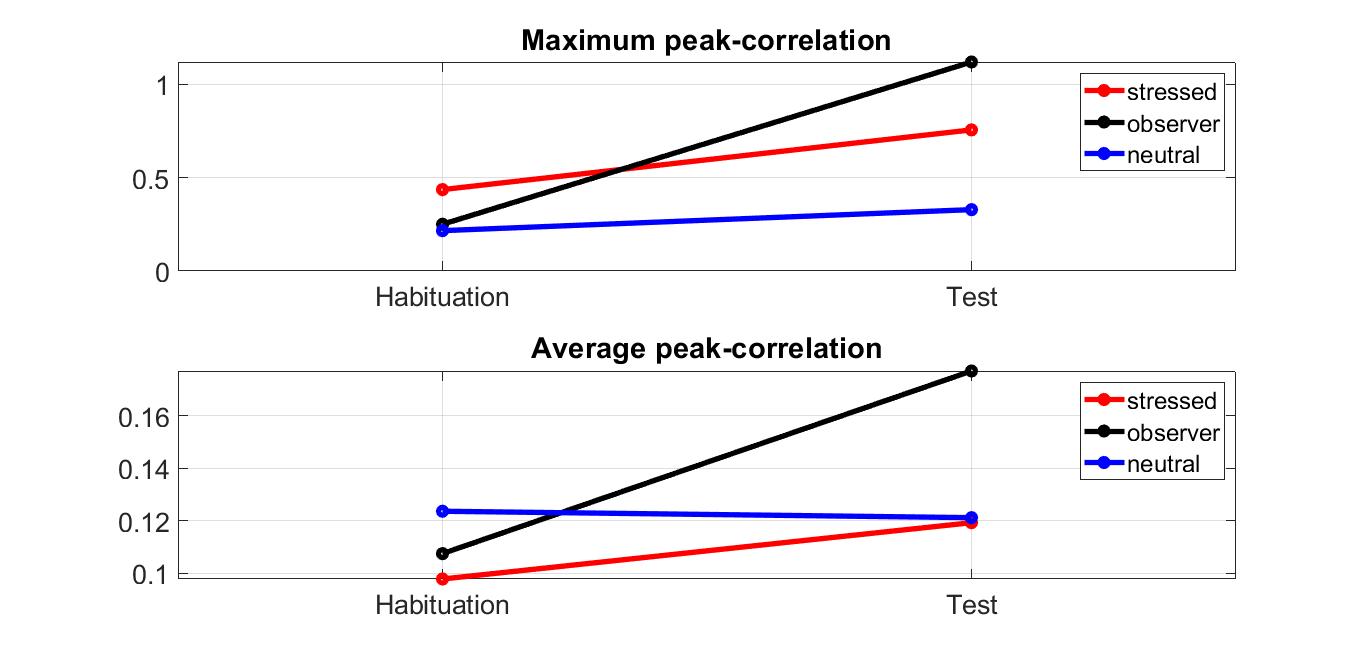 Maximum peak-correlation
1
0.5
0
stressed
observer
neutral
Habituation Test
Average peak-correlation
0.16
0.14
0.12
0.1
stressed
observer
neutral
Habituation Test